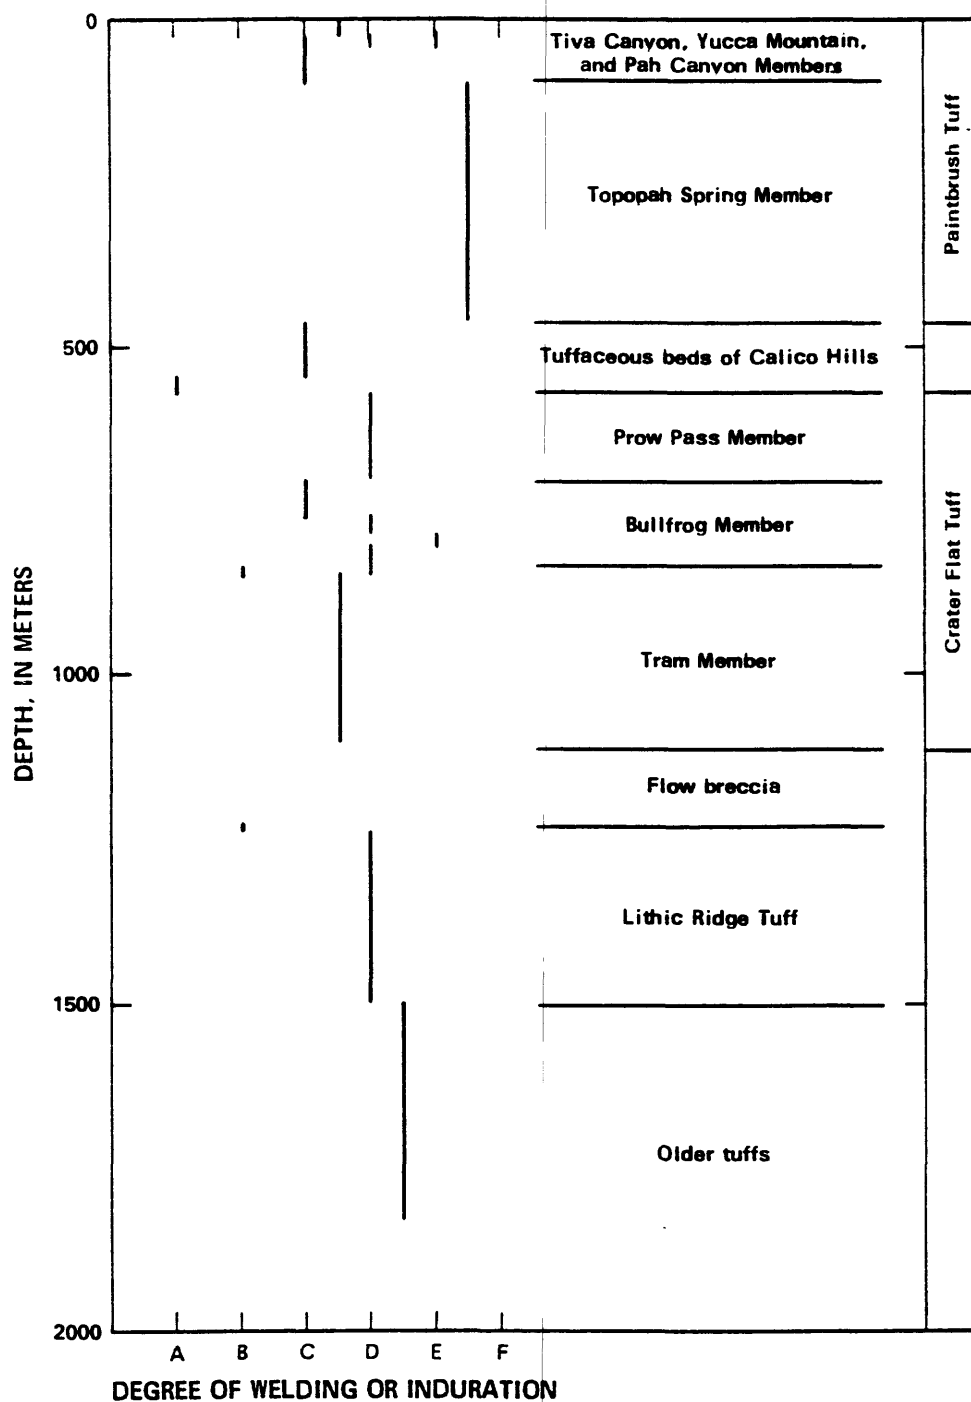 0
Tiva Canyon, Yucca Mountain,
and Pah Canyon Members
Paintbrush Tuff
Topopah Spring Member
500
Tuffaceous beds of Calico Hills
Prow Pass Member
Bullfrog Member
Crater Flat Tuff
DEPTH, IN METERS
Tram Member
1000
Flow breccia
Lithic Ridge Tuff
1500
Older tuffs
2000
A B C D E F
DEGREE OF WELDING OR INDURATION